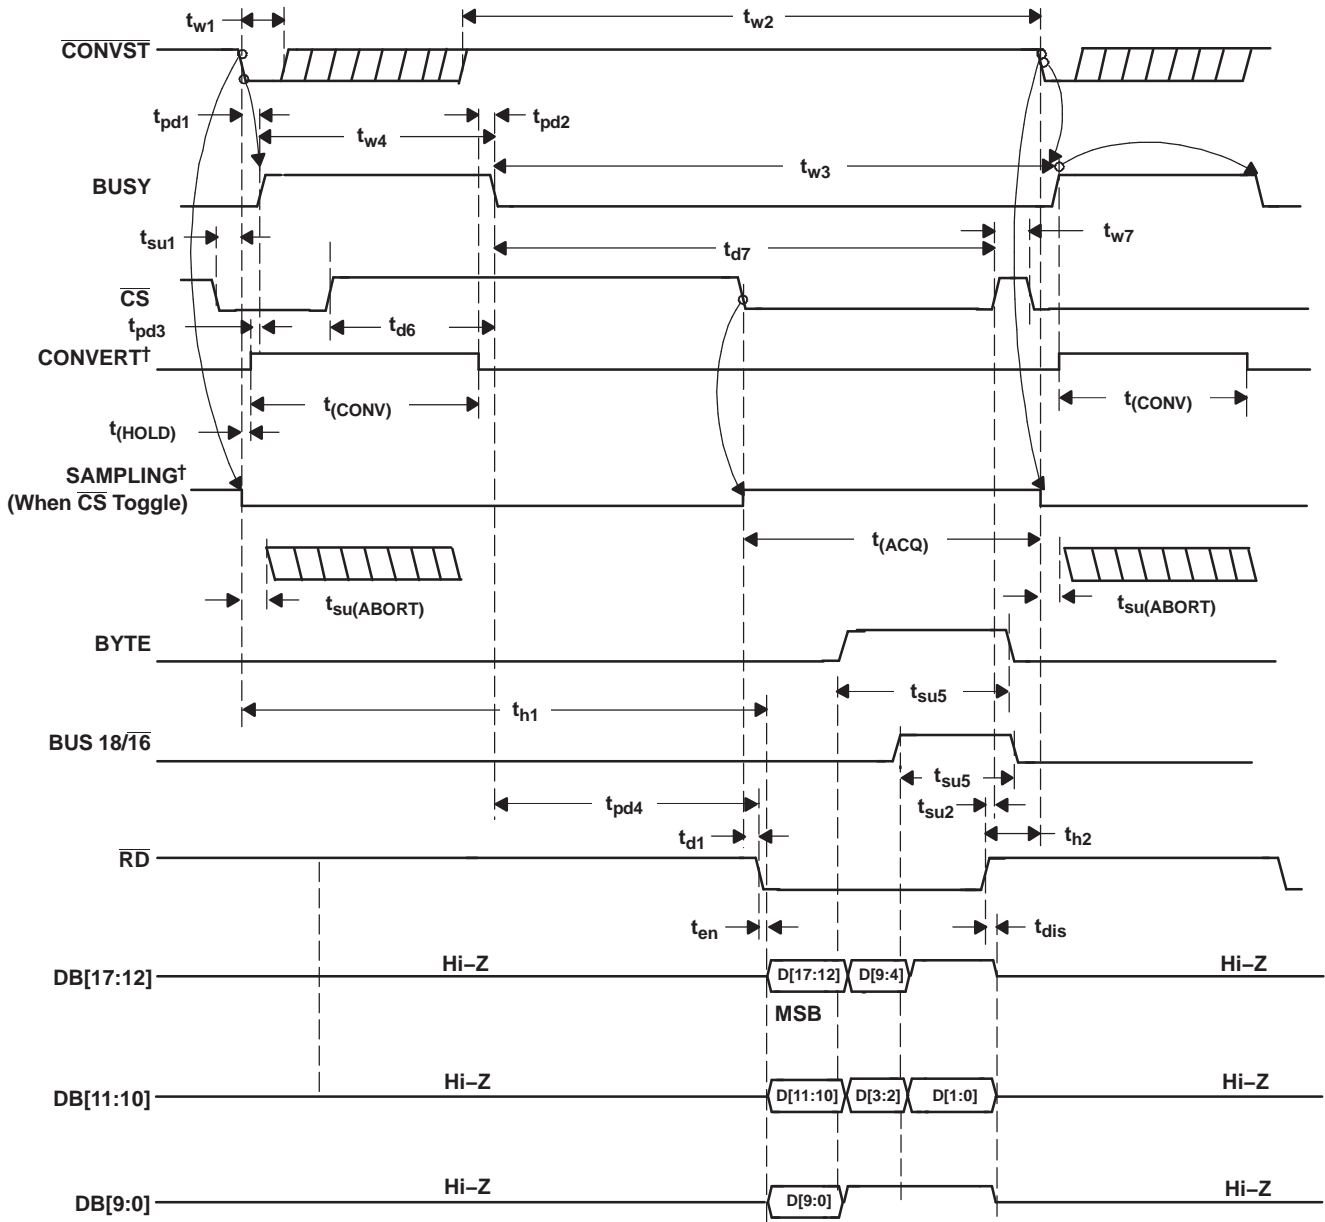 tw1
tw2
CONVST
tpd1
tw4
tpd2
tw3
BUSY
tsu1
td7
tw7
CS
tpd3
td6
CONVERT†
t(CONV)
t(CONV)
t(HOLD)
SAMPLING†
(When CS Toggle)
t(ACQ)
tsu(ABORT)
tsu(ABORT)
BYTE
tsu5
th1
BUS 18/16
tsu5
tpd4
tsu2
td1
th2
RD
ten
tdis
Hi–Z
Hi–Z
DB[17:12]
D[17:12]
D[9:4]
MSB
Hi–Z
Hi–Z
DB[11:10]
D[11:10]
D[3:2]
D[1:0]
Hi–Z
Hi–Z
DB[9:0]
D[9:0]